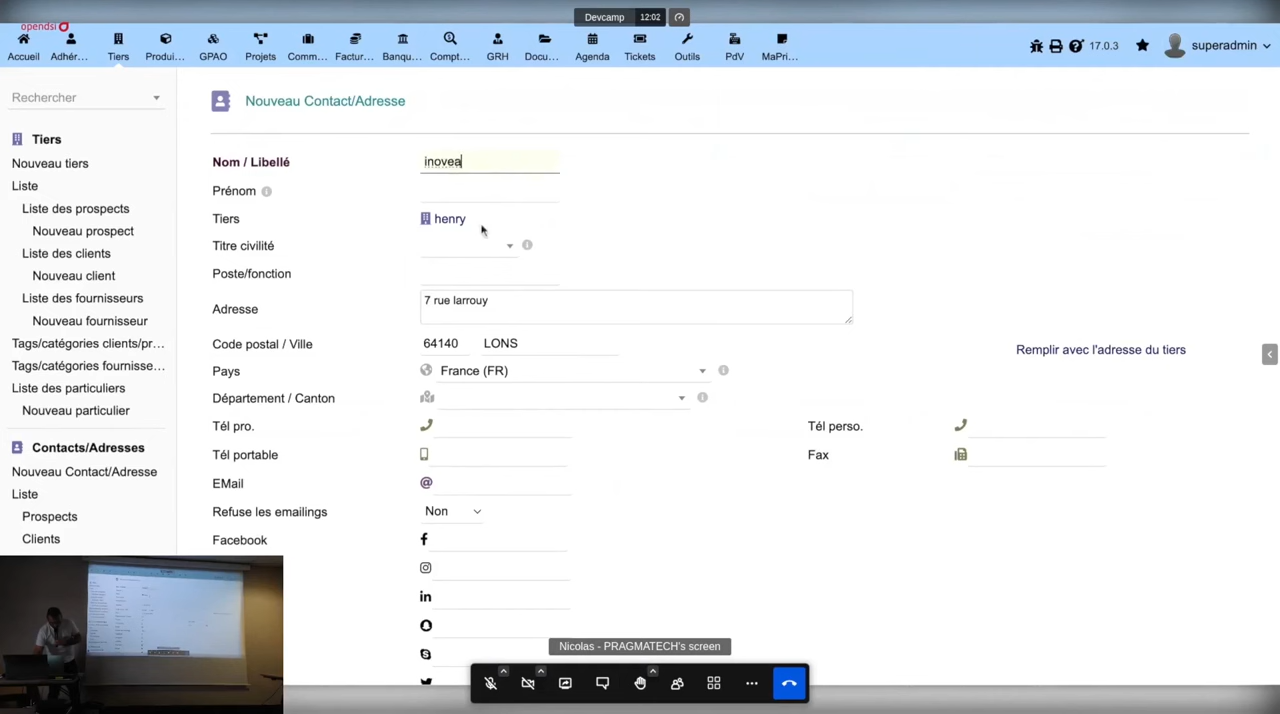 Devcamp 12:02
opendsi
Accueil Adhér… Tiers Produi… GPAO Projets Comm… Factur… Banqu… Compt… GRH Docu… Agenda Tickets Outils PdV MaPri…
17.0.3 superadmin
Rechercher
Nouveau Contact/Adresse
Tiers
Nouveau tiers
Liste
Liste des prospects
Nouveau prospect
Liste des clients
Nouveau client
Liste des fournisseurs
Nouveau fournisseur
Tags/catégories clients/pr…
Tags/catégories fournisse…
Liste des particuliers
Nouveau particulier
Contacts/Adresses
Nouveau Contact/Adresse
Liste
Prospects
Clients
Nom / Libellé inovea
Prénom
Tiers henry
Titre civilité
Poste/fonction
Adresse 7 rue larrouy
Code postal / Ville 64140 LONS
Remplir avec l'adresse du tiers
Pays France (FR)
Département / Canton
Tél pro. Tél perso.
Tél portable Fax
EMail
Refuse les emailings Non
Facebook
Nicolas - PRAGMATECH's screen